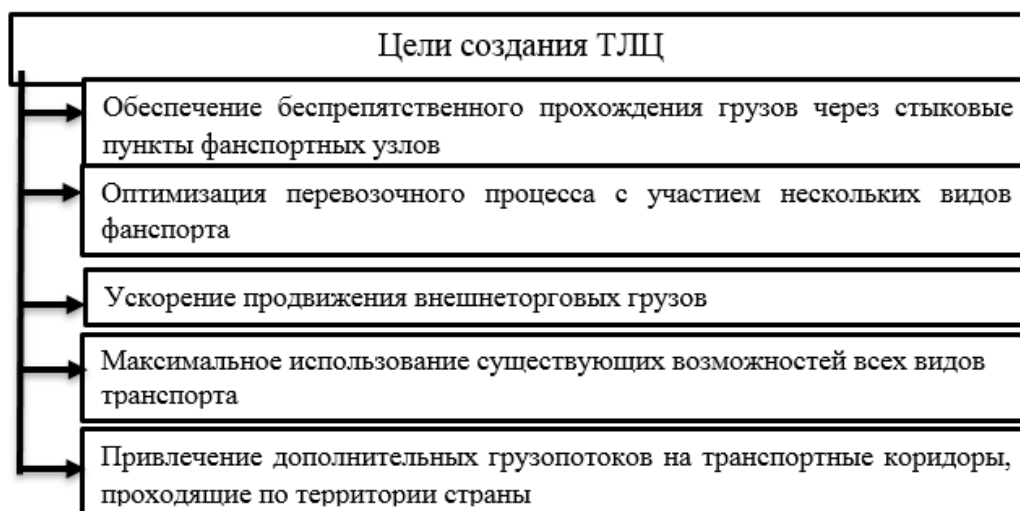 Цели создания ТЛЦ
Обеспечение беспрепятственного прохождения грузов через стыковые
пункты фанспортных узлов
Оптимизация перевозочного процесса с участием нескольких видов
фанспорта
Ускорение продвижения внешнеторговых грузов
Максимальное использование существующих возможностей всех видов
транспорта
Привлечение дополнительных грузопотоков на транспортные коридоры,
проходящие по территории страны